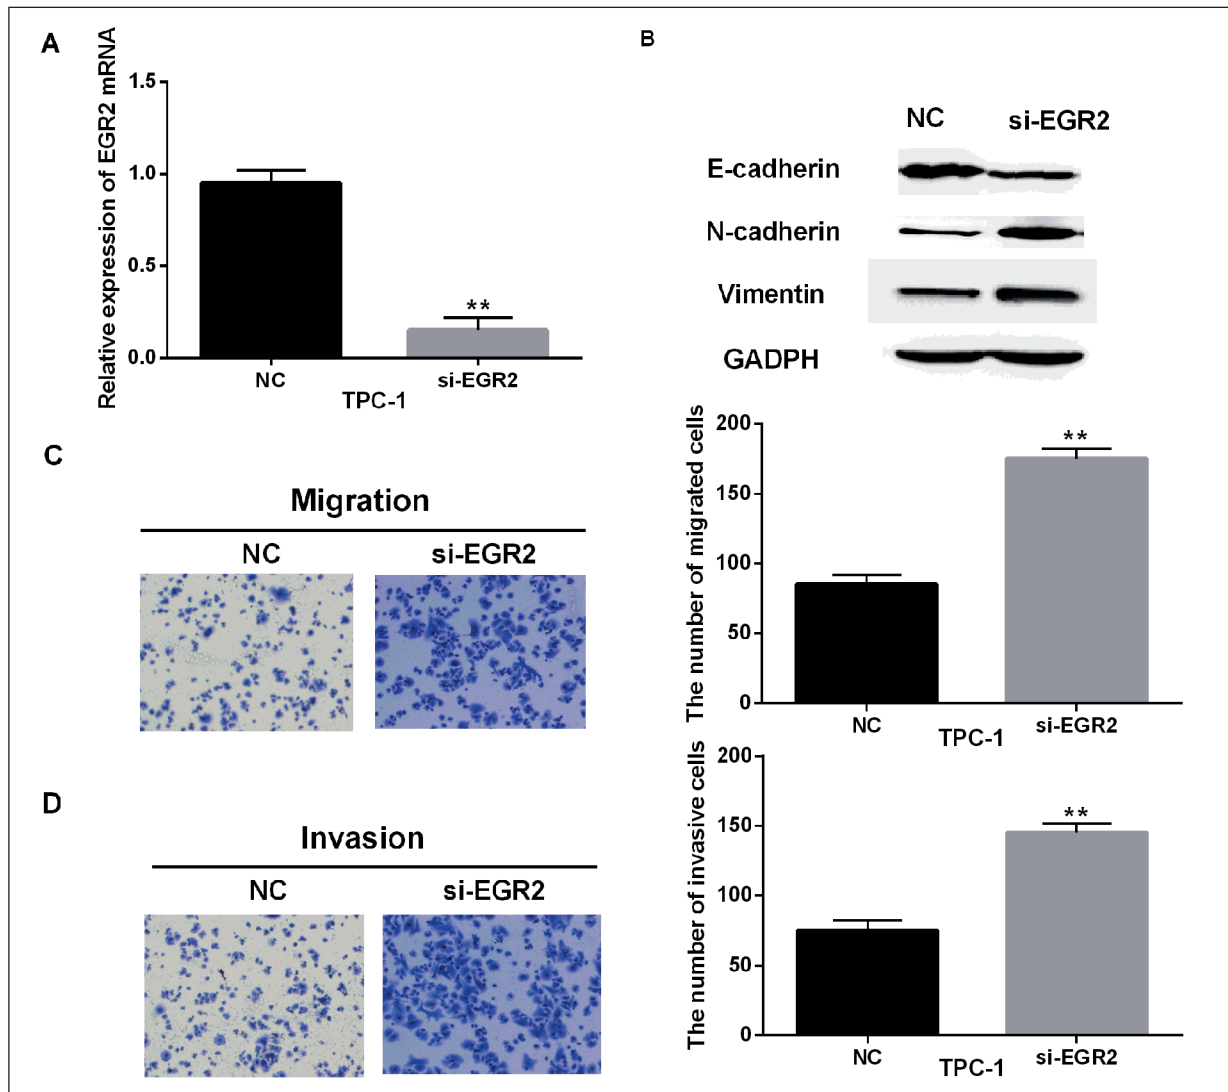 A
Relative expression of EGR2 mRNA
1.5
1.0
0.5
0.0
**
NC
si-EGR2
TPC-1
B
NC si-EGR2
E-cadherin
N-cadherin
Vimentin
GADPH
C
Migration
NC si-EGR2
The number of migrated cells
200
150
100
50
0
**
NC
si-EGR2
TPC-1
D
Invasion
NC si-EGR2
The number of invasive cells
200
150
100
50
0
**
NC
si-EGR2
TPC-1